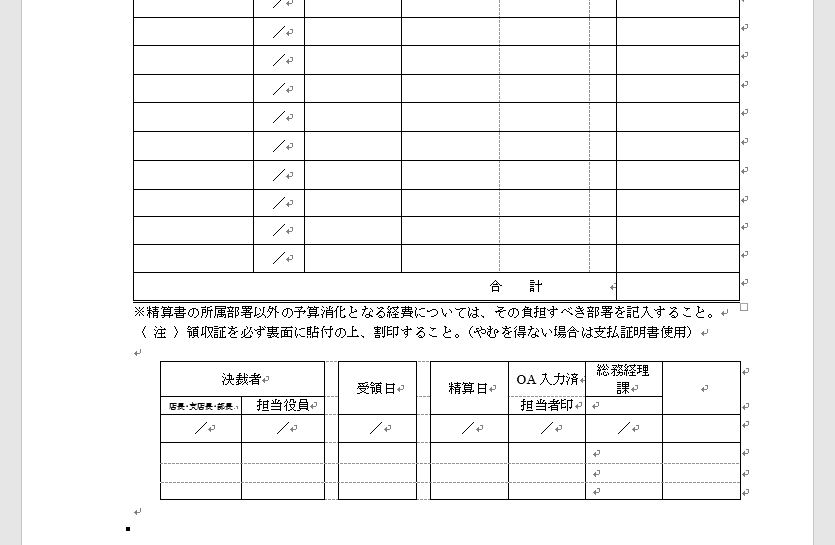 ／
／
／
／
／
／
／
／
／
／
合　計
※精算書の所属部署以外の予算消化となる経費については、その負担すべき部署を記入すること。
（ 注 ）領収証を必ず裏面に貼付の上、割印すること。（やむを得ない場合は支払証明書使用）
決裁者 受領日 精算日 OA 入力済 総務経理課
店長・支店長・部長 担当役員 担当者印
／ ／ ／ ／ ／ ／